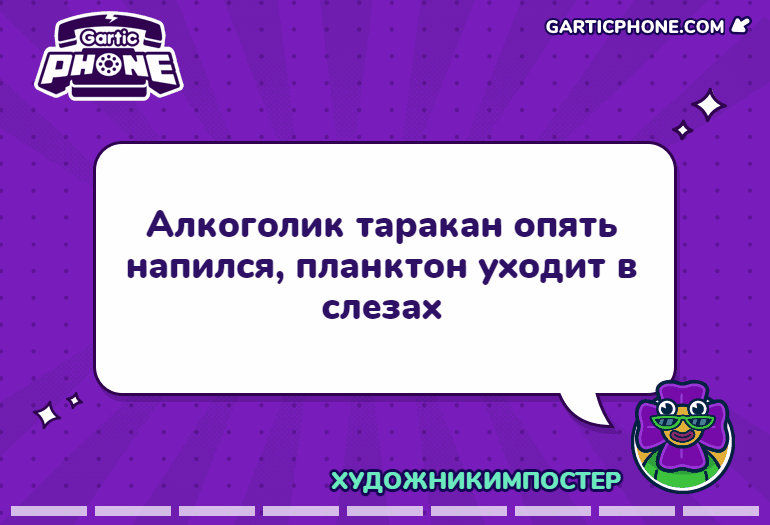 Gartic
PHONE
GARTICPHONE.COM
Алкоголик таракан опять
напился, планктон уходит в
слезах
ХУДОЖНИКИМПОСТЕР